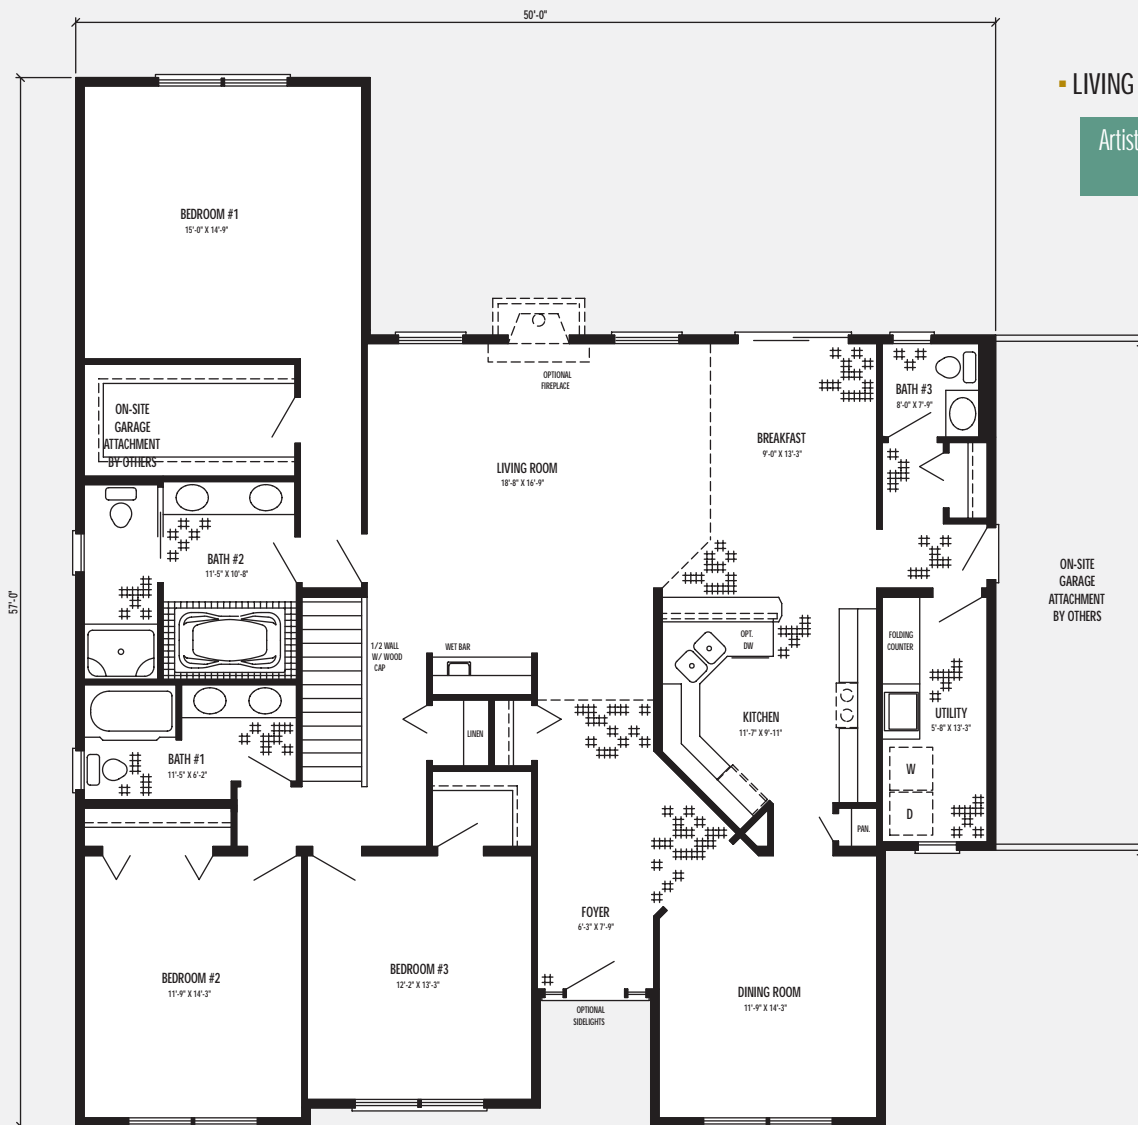 50'-0"
LIVING
Artist
BEDROOM #1
15'-0" X 14'-9"
OPTIONAL
FIREPLACE
BATH #3
8'-0" X 7'-9"
ON-SITE
GARAGE
ATTACHMENT
BY OTHERS
BREAKFAST
9'-0" X 13'-3"
LIVING ROOM
18'-8" X 16'-9"
BATH #2
11'-5" X 10'-8"
57'-0"
ON-SITE
GARAGE
ATTACHMENT
BY OTHERS
1/2 WALL
W/ WOOD
CAP
WET BAR
OPT.
DW
FOLDING
COUNTER
KITCHEN
11'-7" X 9'-11"
UTILITY
5'-8" X 13'-3"
LINEN
BATH #1
11'-5" X 6'-2"
W
D
PAN.
FOYER
6'-3" X 7'-9"
BEDROOM #2
11'-9" X 14'-3"
BEDROOM #3
12'-2" X 13'-3"
DINING ROOM
11'-9" X 14'-3"
OPTIONAL
SIDELIGHTS